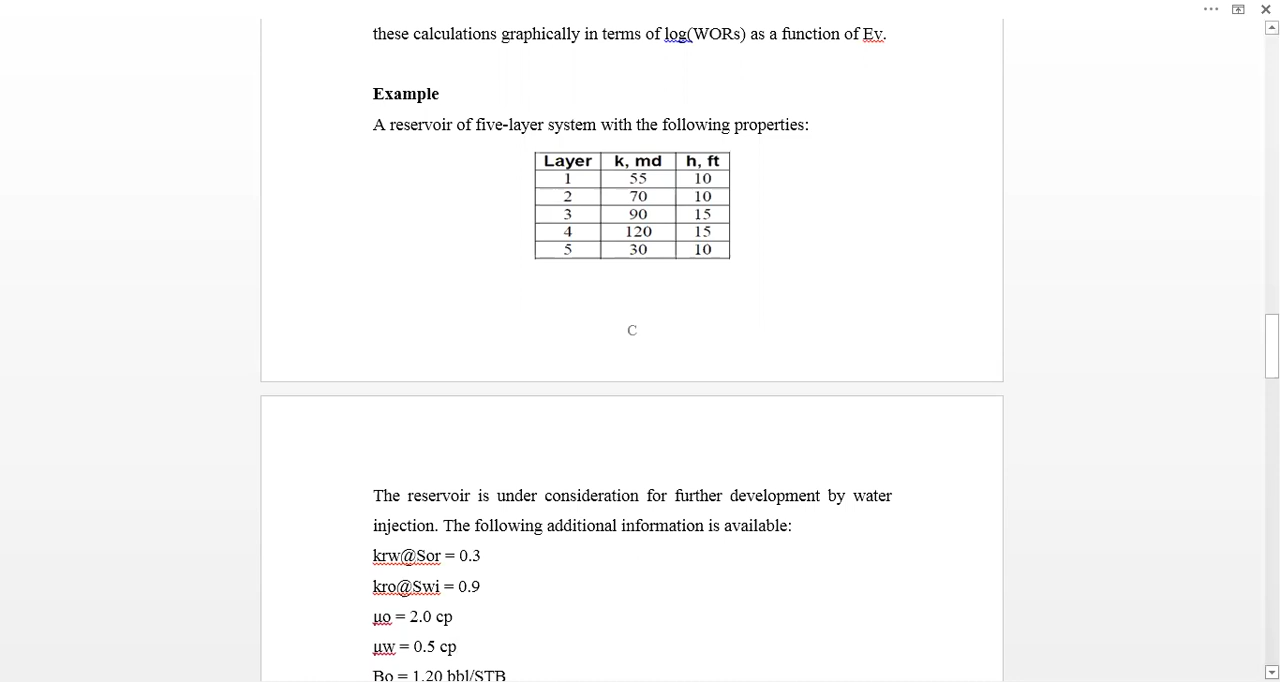 these calculations graphically in terms of log(WORs) as a function of Ev.
Example
A reservoir of five-layer system with the following properties:
Layer k, md h, ft
1 55 10
2 70 10
3 90 15
4 120 15
5 30 10
C
The reservoir is under consideration for further development by water
injection. The following additional information is available:
krw@Sor = 0.3
kro@Swi = 0.9
μo = 2.0 cp
μw = 0.5 cp
Bo = 1.20 bbl/STB